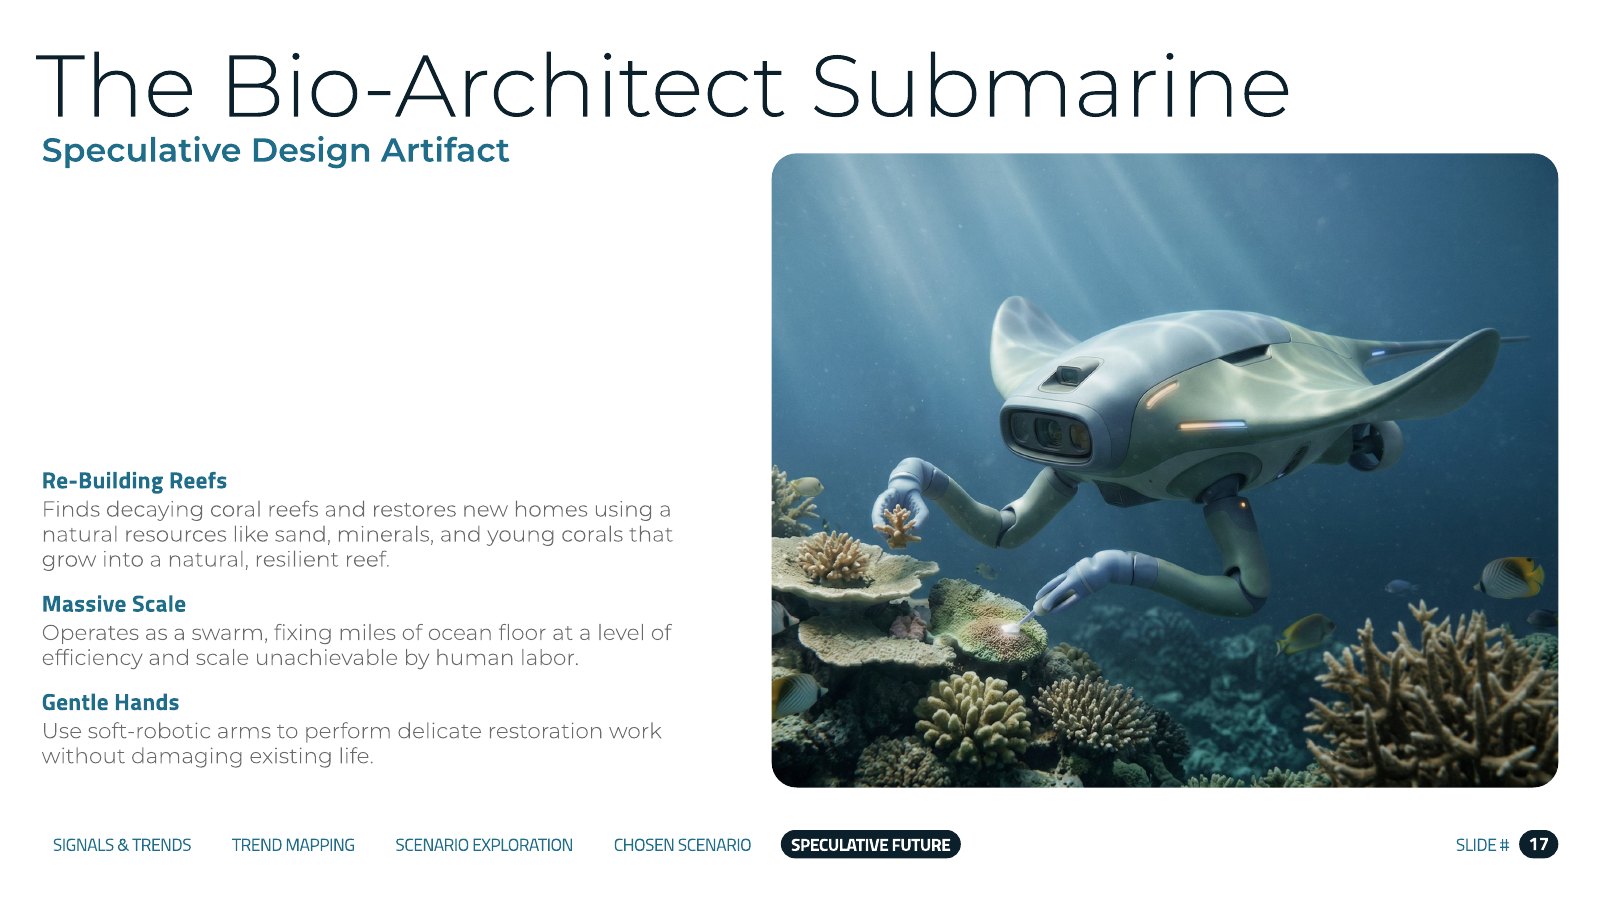 The Bio-Architect Submarine
Speculative Design Artifact
Re-Building Reefs
Finds decaying coral reefs and restores new homes using a
natural resources like sand, minerals, and young corals that
grow into a natural, resilient reef.
Massive Scale
Operates as a swarm, fixing miles of ocean floor at a level of
efficiency and scale unachievable by human labor.
Gentle Hands
Use soft-robotic arms to perform delicate restoration work
without damaging existing life.
SIGNALS & TRENDS TREND MAPPING SCENARIO EXPLORATION CHOSEN SCENARIO SPECULATIVE FUTURE SLIDE # 17